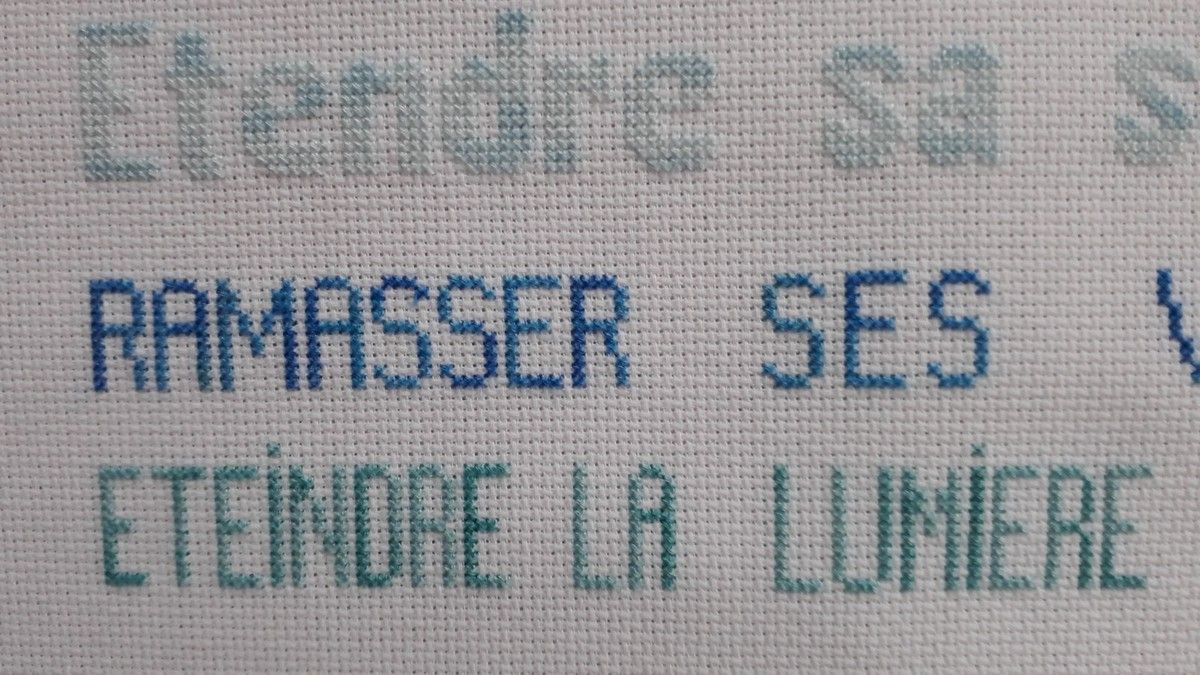 Etendre sa s
RAMASSER SES
ETEINDRE LA LUMIERE